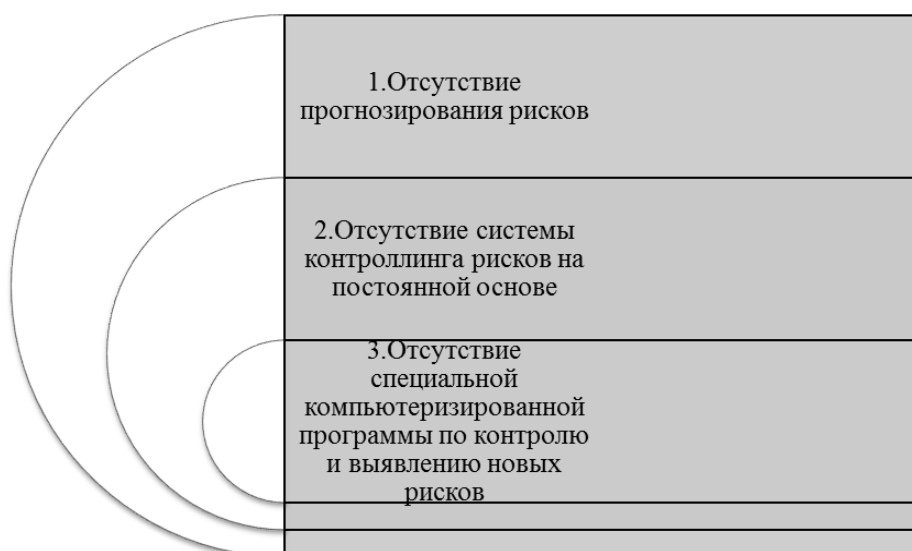 1.Отсутствие
прогнозирования рисков
2.Отсутствие системы
контроллинга рисков на
постоянной основе
3.Отсутствие
специальной
компьютеризированной
программы по контролю
и выявлению новых
рисков